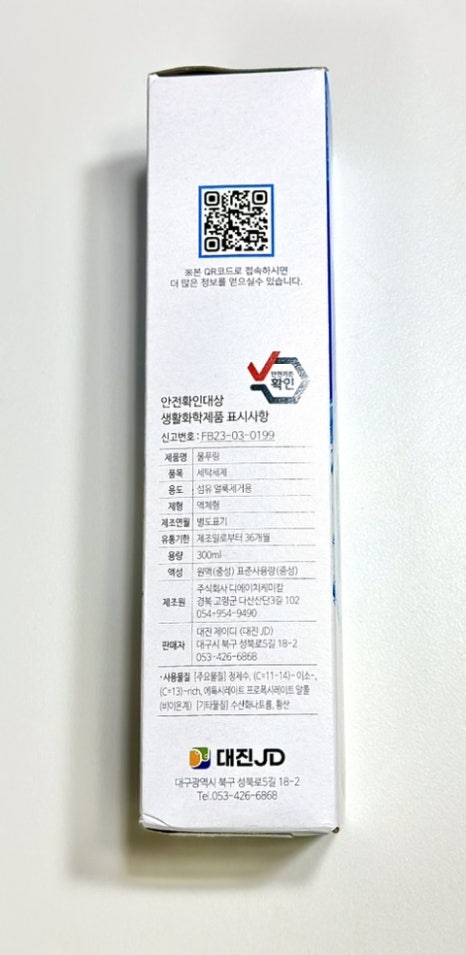 ※본 QR코드로 접속하시면
더 많은 정보를 얻으실수 있습니다.
안전기준
확인
안전확인대상
생활화학제품 표시사항
신고번호 : FB23-03-0199
제품명 물푸링
품목 세탁세제
용도 섬유 얼룩제거용
제형 액체형
제조연월 별도표기
유통기한 제조일로부터 36개월
용량 300ml
액성 원액(중성) 표준사용량(중성)
제조원 주식회사 디에이치케미칼
경북 고령군 다산산단3길 102
054-954-9490
판매자 대진 제이디 (대진 JD)
대구시 북구 성북로5길 18-2
053-426-6868
·사용물질 [주요물질] 정제수, (C=11-14)-이소-,
(C=13)-rich, 에톡시레이트 프로폭시레이트 알콜
(비이온계) [기타물질] 수산화나트륨, 황산
대진JD
대구광역시 북구 성북로5길 18-2
Tel.053-426-6868